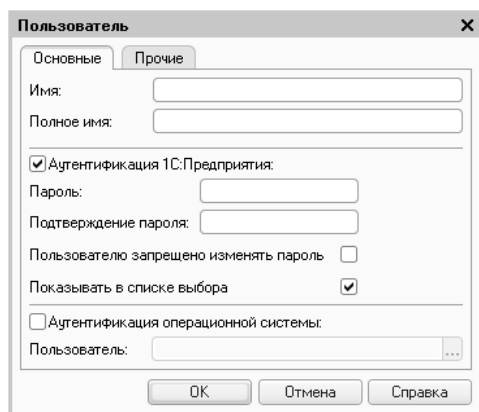 Пользователь
Основные Прочие
Имя:
Полное имя:
Аутентификация 1С:Предприятия:
Пароль:
Подтверждение пароля:
Пользователю запрещено изменять пароль
Показывать в списке выбора
Аутентификация операционной системы:
Пользователь: ...
OK Отмена Справка